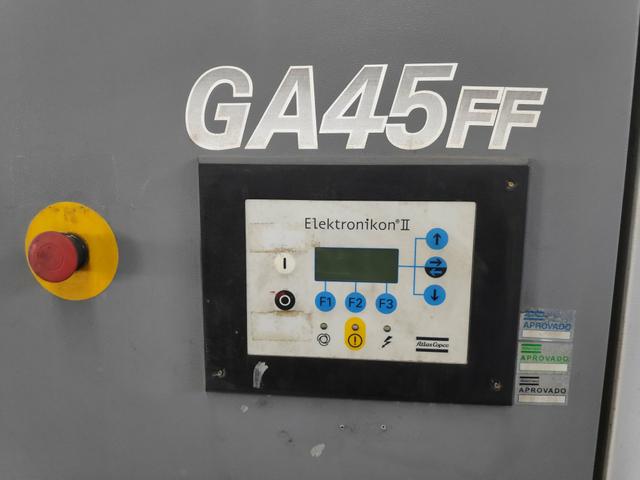 GA45FF
Elektronikon® II
I
F1 F2 F3
Atlas Copco
APROVADO
APROVADO
APROVADO